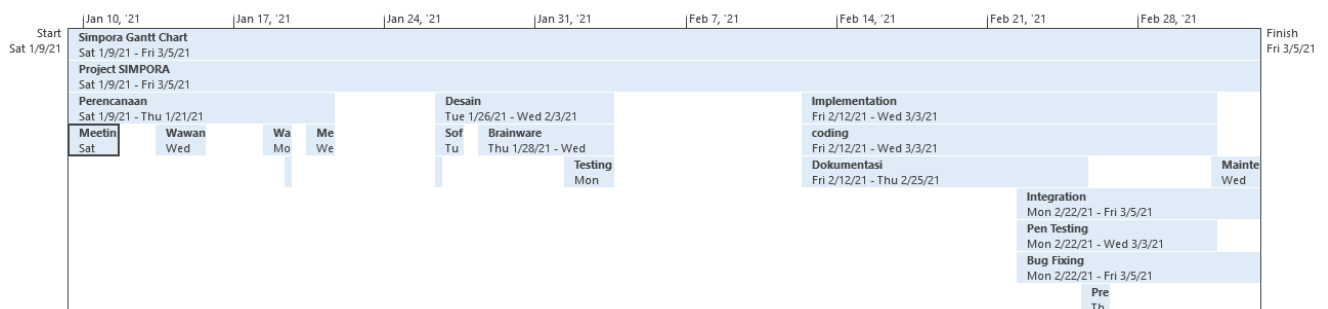 Jan 10, '21 Jan 17, '21 Jan 24, '21 Jan 31, '21 Feb 7, '21 Feb 14, '21 Feb 21, '21 Feb 28, '21
Start
Sat 1/9/21
Finish
Fri 3/5/21
Simpora Gantt Chart
Sat 1/9/21 - Fri 3/5/21
Project SIMPORA
Sat 1/9/21 - Fri 3/5/21
Perencanaan
Sat 1/9/21 - Thu 1/21/21
Desain
Tue 1/26/21 - Wed 2/3/21
Implementation
Fri 2/12/21 - Wed 3/3/21
Meetin
Sat
Wawan
Wed
Wa
Mo
Me
We
Sof
Tu
Brainware
Thu 1/28/21 - Wed
coding
Fri 2/12/21 - Wed 3/3/21
Testing
Mon
Dokumentasi
Fri 2/12/21 - Thu 2/25/21
Mainte
Wed
Integration
Mon 2/22/21 - Fri 3/5/21
Pen Testing
Mon 2/22/21 - Wed 3/3/21
Bug Fixing
Mon 2/22/21 - Fri 3/5/21
Pre
Th